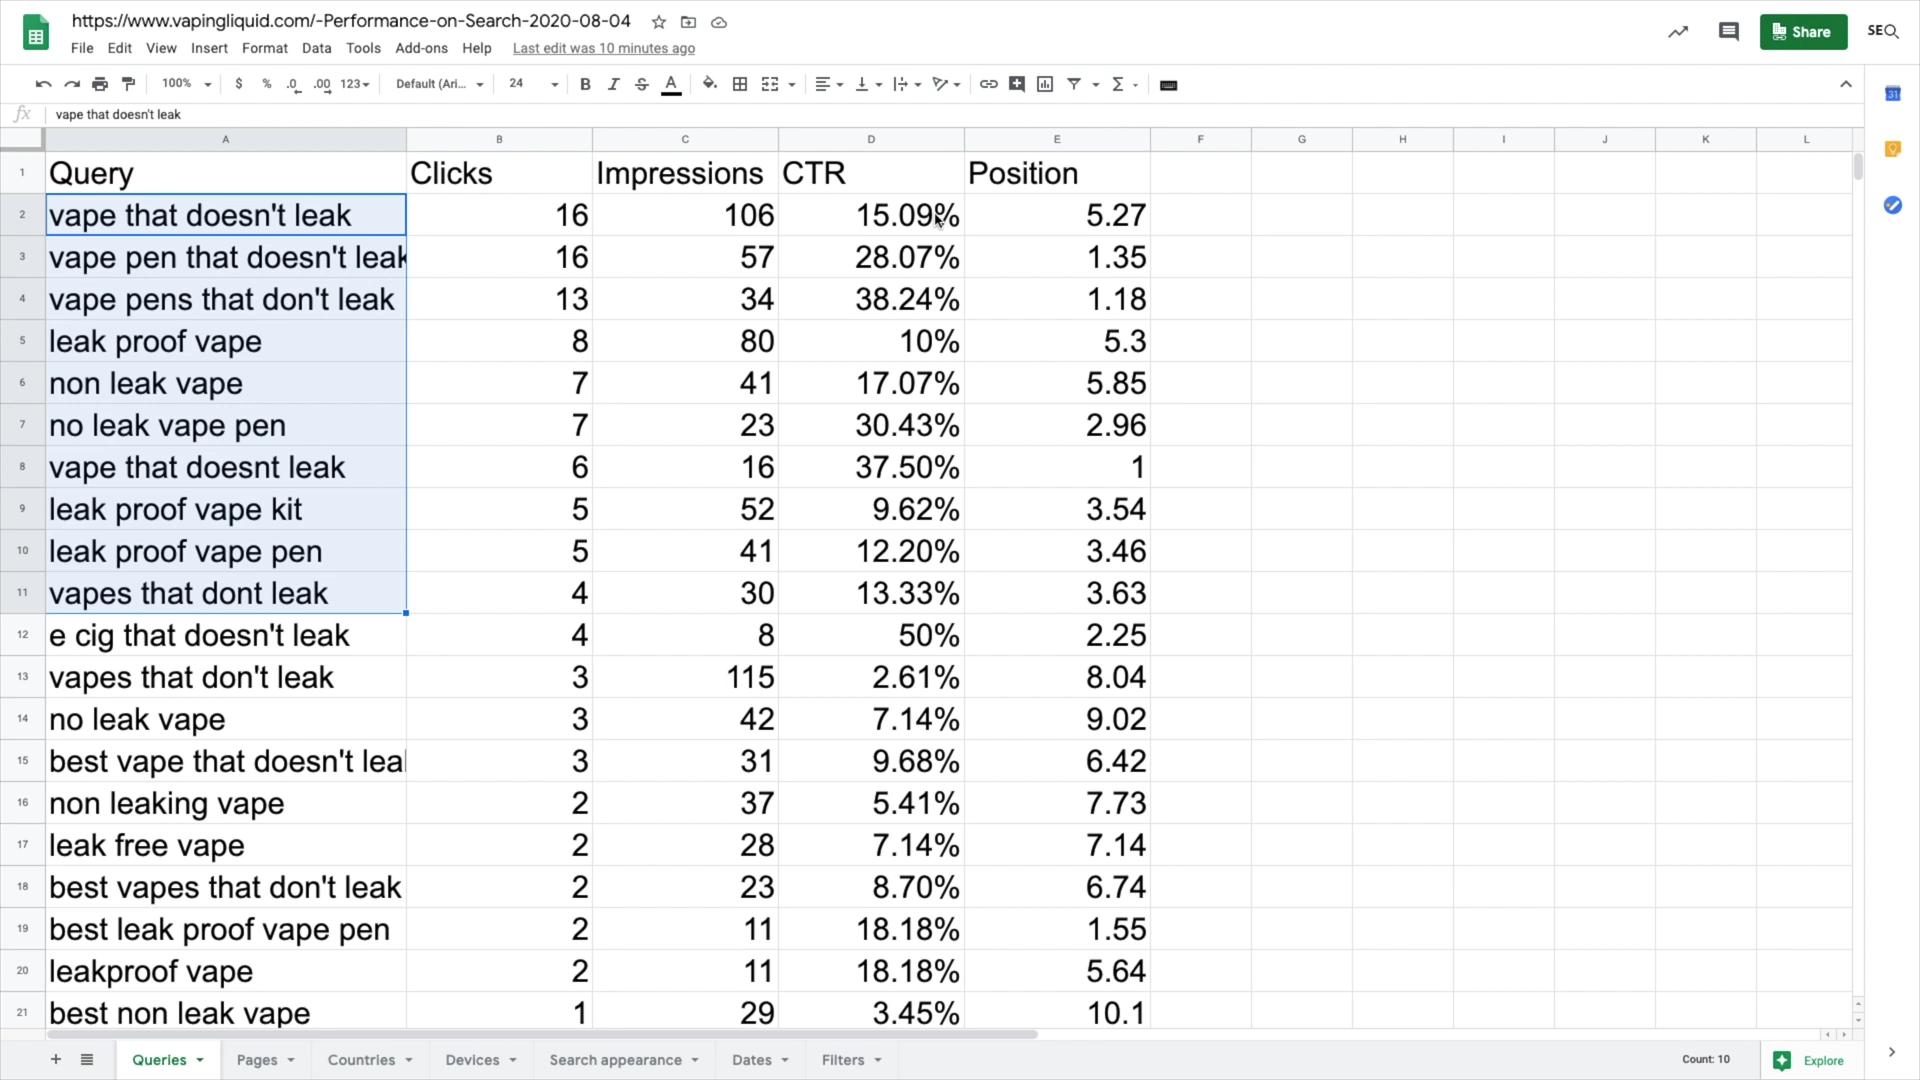 https://www.vapingliquid.com/-Performance-on-Search-2020-08-04
File Edit View Insert Format Data Tools Add-ons Help Last edit was 10 minutes ago
Share
SEO
100% $ % .0 .00 123 Default (Ari... 24 B I S A
fx vape that doesn't leak
31
A B C D E F G H I J K L
1 Query Clicks Impressions CTR Position
2 vape that doesn't leak 16 106 15.09% 5.27
3 vape pen that doesn't leak 16 57 28.07% 1.35
4 vape pens that don't leak 13 34 38.24% 1.18
5 leak proof vape 8 80 10% 5.3
6 non leak vape 7 41 17.07% 5.85
7 no leak vape pen 7 23 30.43% 2.96
8 vape that doesnt leak 6 16 37.50% 1
9 leak proof vape kit 5 52 9.62% 3.54
10 leak proof vape pen 5 41 12.20% 3.46
11 vapes that dont leak 4 30 13.33% 3.63
12 e cig that doesn't leak 4 8 50% 2.25
13 vapes that don't leak 3 115 2.61% 8.04
14 no leak vape 3 42 7.14% 9.02
15 best vape that doesn't leal 3 31 9.68% 6.42
16 non leaking vape 2 37 5.41% 7.73
17 leak free vape 2 28 7.14% 7.14
18 best vapes that don't leak 2 23 8.70% 6.74
19 best leak proof vape pen 2 11 18.18% 1.55
20 leakproof vape 2 11 18.18% 5.64
21 best non leak vape 1 29 3.45% 10.1
+ Queries Pages Countries Devices Search appearance Dates Filters Count: 10 Explore